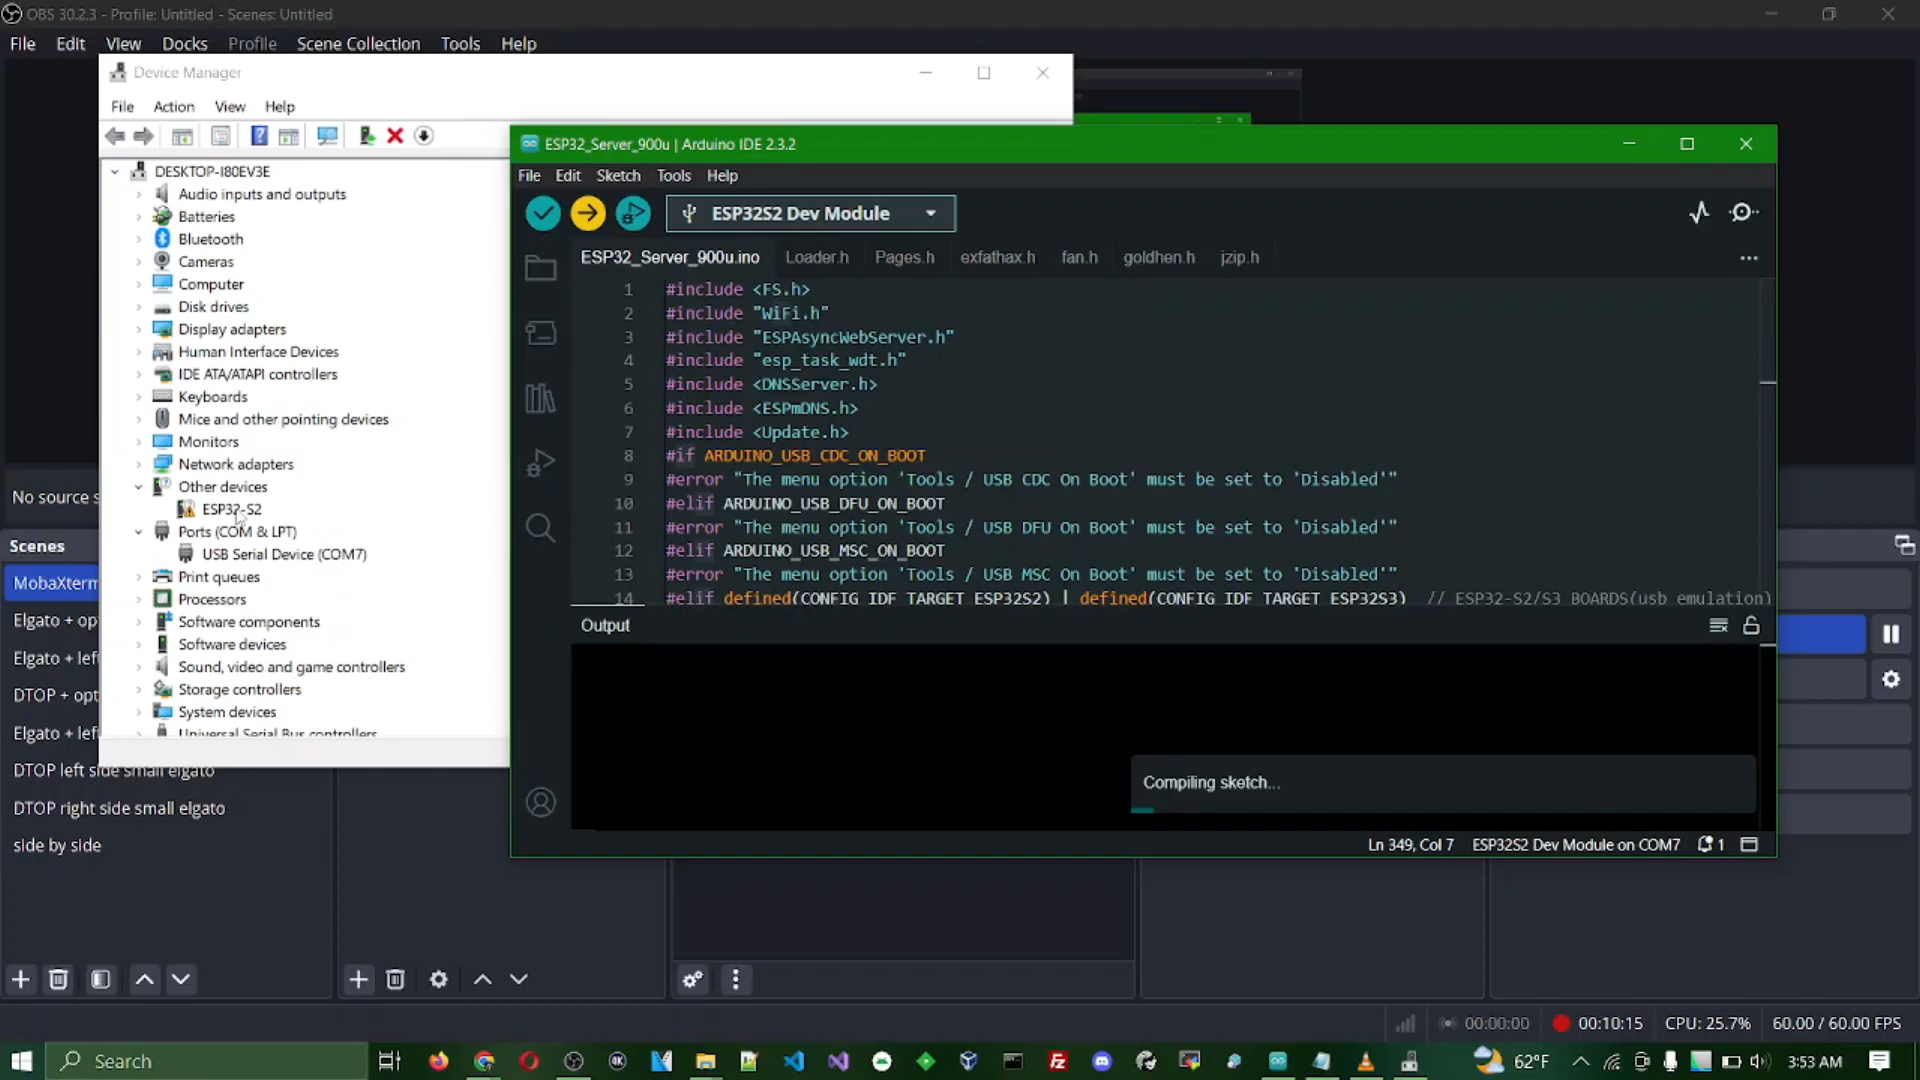 OBS 30.2.3 - Profile: Untitled - Scenes: Untitled
File Edit View Docks Profile Scene Collection Tools Help
Device Manager
File Action View Help
DESKTOP-I80EV3E
Audio inputs and outputs
Batteries
Bluetooth
Cameras
Computer
Disk drives
Display adapters
Human Interface Devices
IDE ATA/ATAPI controllers
Keyboards
Mice and other pointing devices
Monitors
Network adapters
Other devices
ESP32-S2
Ports (COM & LPT)
USB Serial Device (COM7)
Print queues
Processors
Software components
Software devices
Sound, video and game controllers
Storage controllers
System devices
Universal Serial Bus controllers
ESP32_Server_900u | Arduino IDE 2.3.2
File Edit Sketch Tools Help
ESP32S2 Dev Module
ESP32_Server_900u.ino Loader.h Pages.h exfathax.h fan.h goldhen.h jzip.h
1 #include <FS.h>
2 #include "WiFi.h"
3 #include "ESPAsyncWebServer.h"
4 #include "esp_task_wdt.h"
5 #include <DNSServer.h>
6 #include <ESPmDNS.h>
7 #include <Update.h>
8 #if ARDUINO_USB_CDC_ON_BOOT
9 #error "The menu option 'Tools / USB CDC On Boot' must be set to 'Disabled'"
10 #elif ARDUINO_USB_DFU_ON_BOOT
11 #error "The menu option 'Tools / USB DFU On Boot' must be set to 'Disabled'"
12 #elif ARDUINO_USB_MSC_ON_BOOT
13 #error "The menu option 'Tools / USB MSC On Boot' must be set to 'Disabled'"
14 #elif defined(CONFIG_IDF_TARGET_ESP32S2) | defined(CONFIG_IDF_TARGET_ESP32S3) // ESP32-S2/S3 BOARDS(usb emulation)
Output
Compiling sketch...
Ln 349, Col 7 ESP32S2 Dev Module on COM7 1
No source s
Scenes
MobaXterm
Elgato + op
Elgato + left
DTOP + opt
Elgato + left
DTOP left side small elgato
DTOP right side small elgato
side by side
00:00:00 00:10:15 CPU: 25.7% 60.00 / 60.00 FPS
Search
4K
62°F
3:53 AM